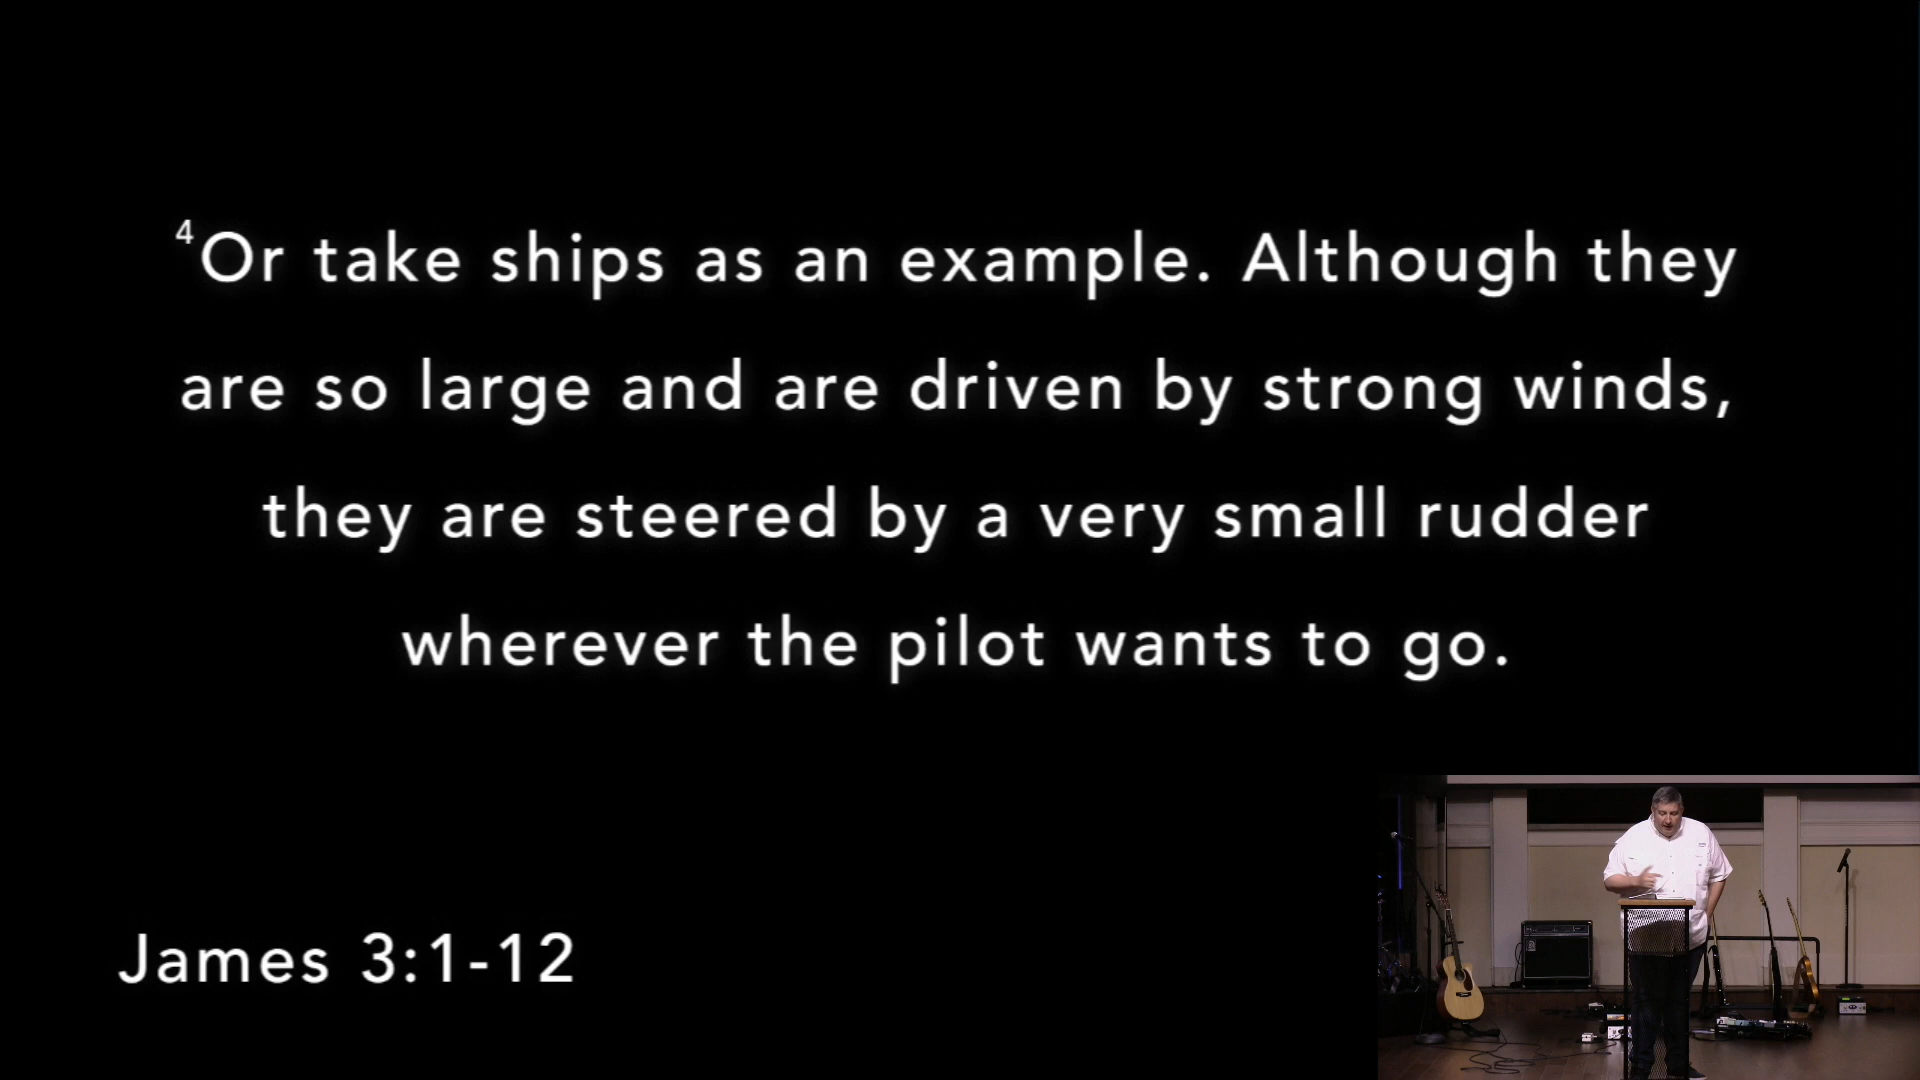 ⁴Or take ships as an example. Although they
are so large and are driven by strong winds,
they are steered by a very small rudder
wherever the pilot wants to go.
James 3:1-12